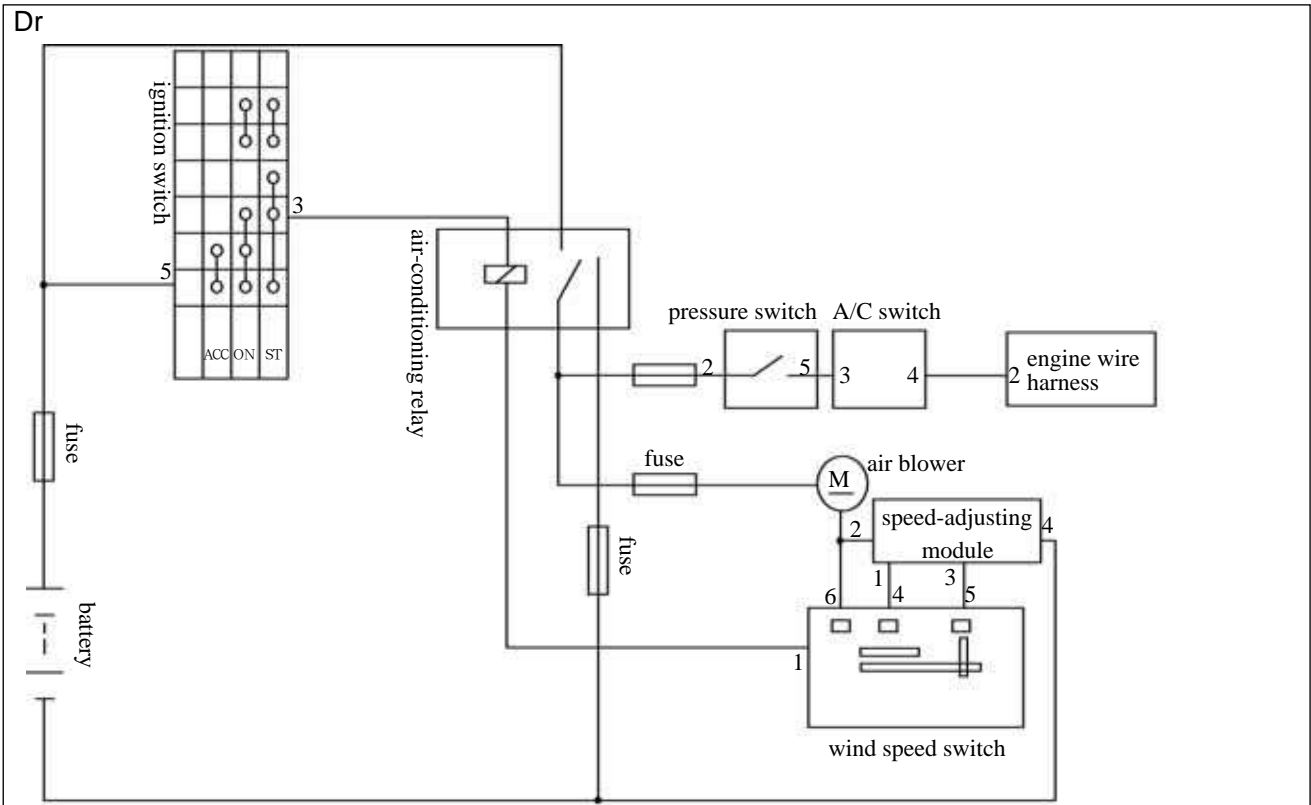 Dr
ignition switch
3
5
ACC ON ST
air-conditioning relay
pressure switch A/C switch
2 5 3 4 2 engine wire
harness
fuse
fuse
air blower
M
2 speed-adjusting 4
module
fuse
1 3
6 4 5
battery
1
wind speed switch